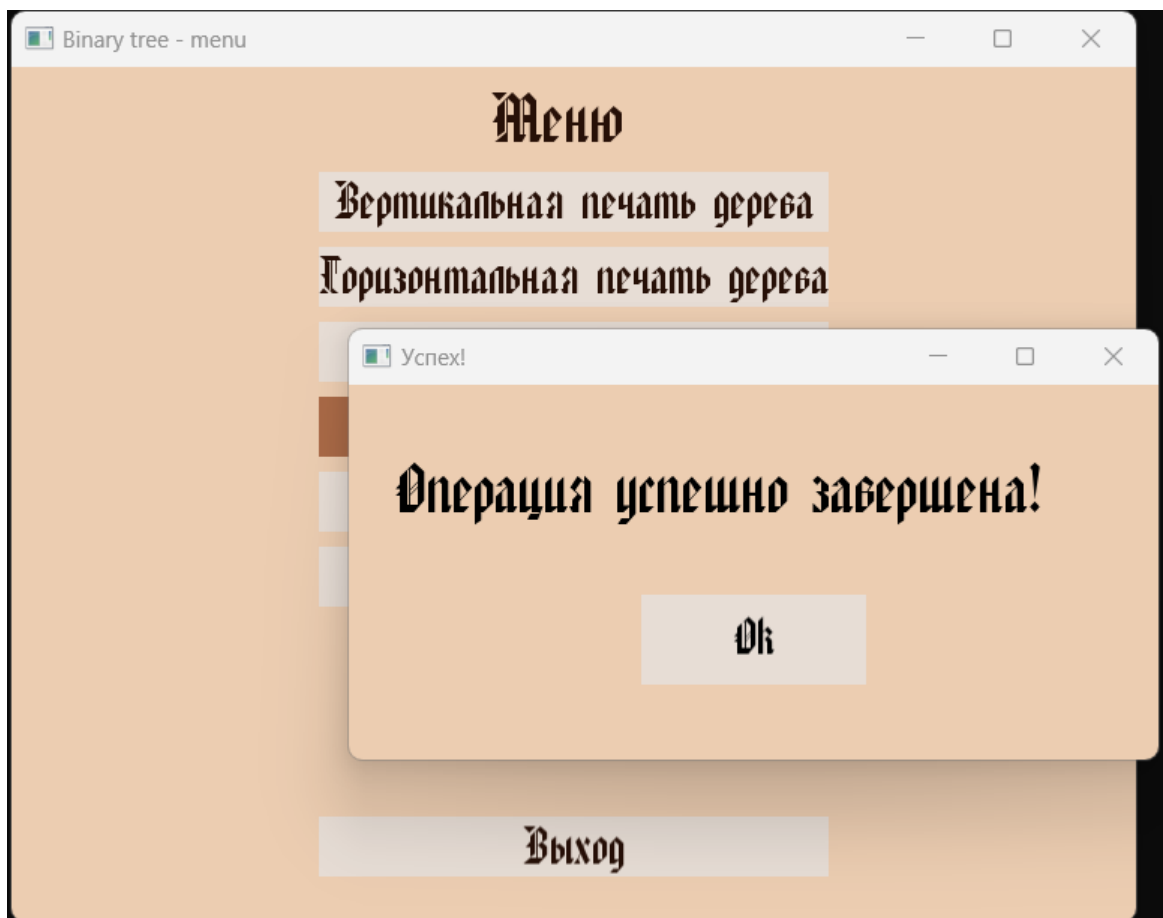 Binary tree - menu
Меню
Вертикальная печать дерева
Горизонтальная печать дерева
Успех!
Операция успешно завершена!
Ok
Выход